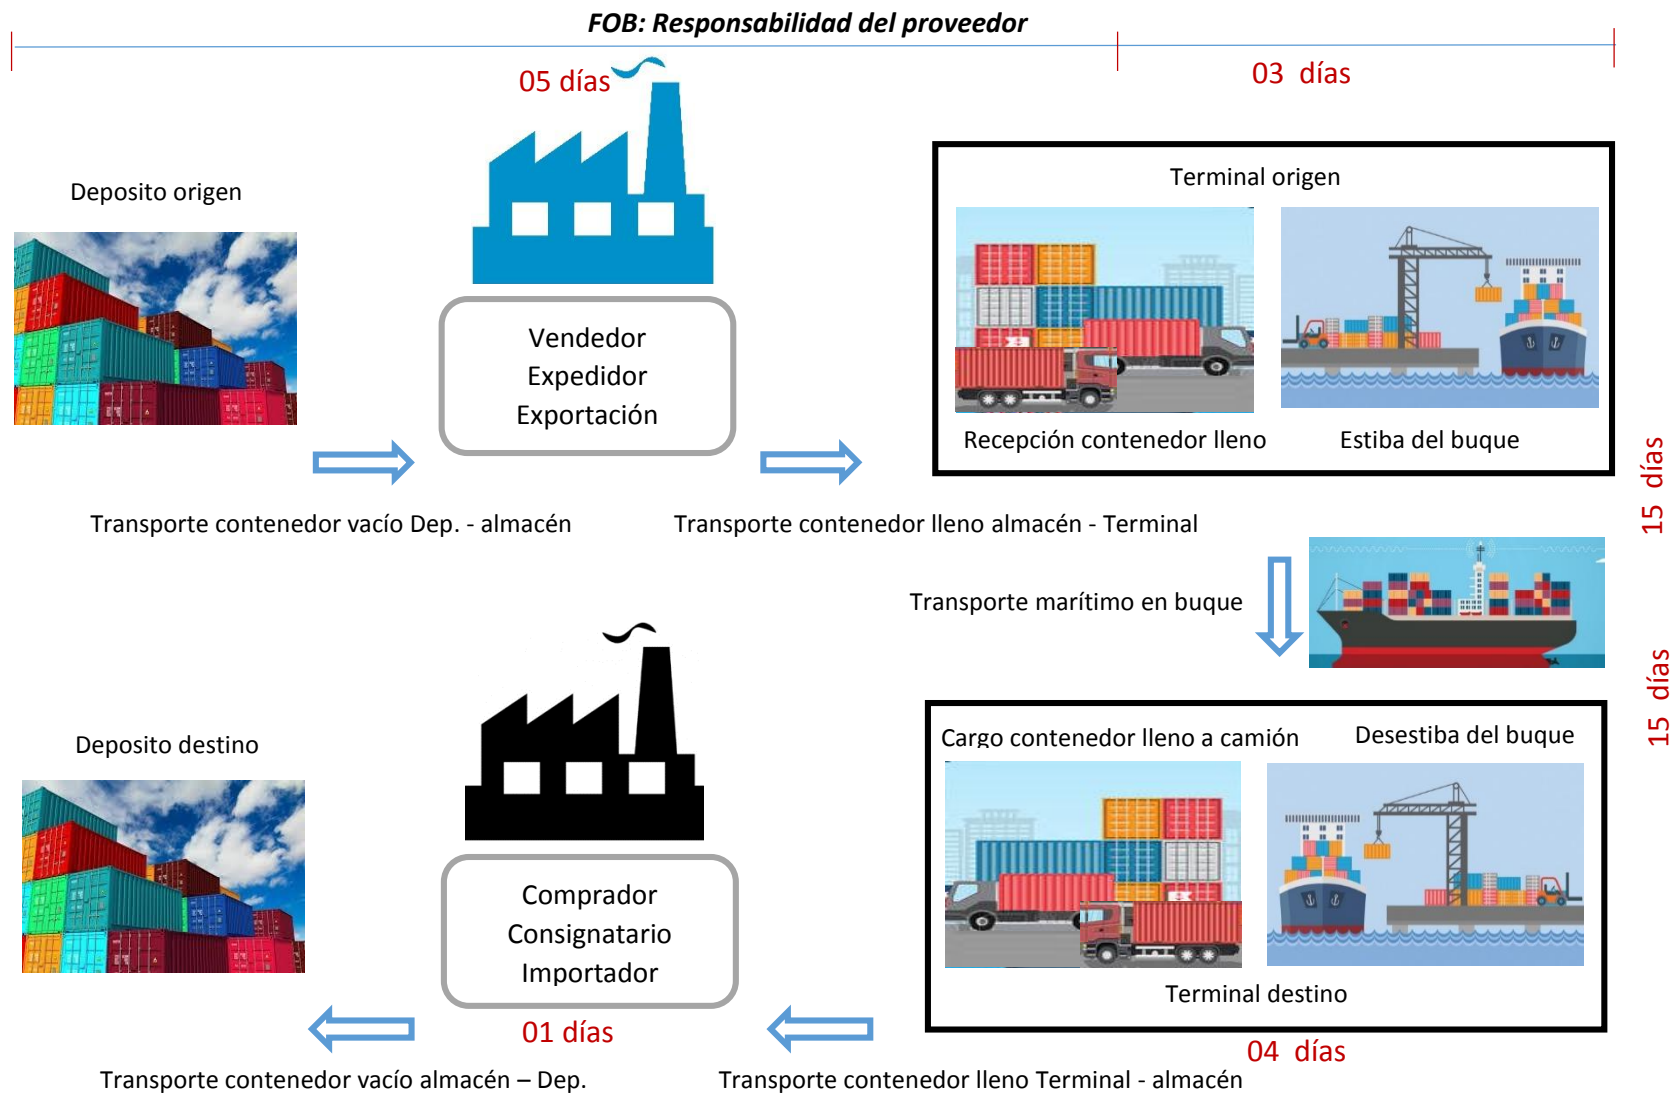 FOB: Responsabilidad del proveedor
05 días
03 días
Deposito origen
Terminal origen
Vendedor
Expedidor
Exportación
Recepción contenedor lleno
Estiba del buque
15 días
Transporte contenedor vacío Dep. - almacén
Transporte contenedor lleno almacén - Terminal
Transporte marítimo en buque
15 días
Deposito destino
Cargo contenedor lleno a camión
Desestiba del buque
Comprador
Consignatario
Importador
Terminal destino
01 días
04 días
Transporte contenedor vacío almacén – Dep.
Transporte contenedor lleno Terminal - almacén